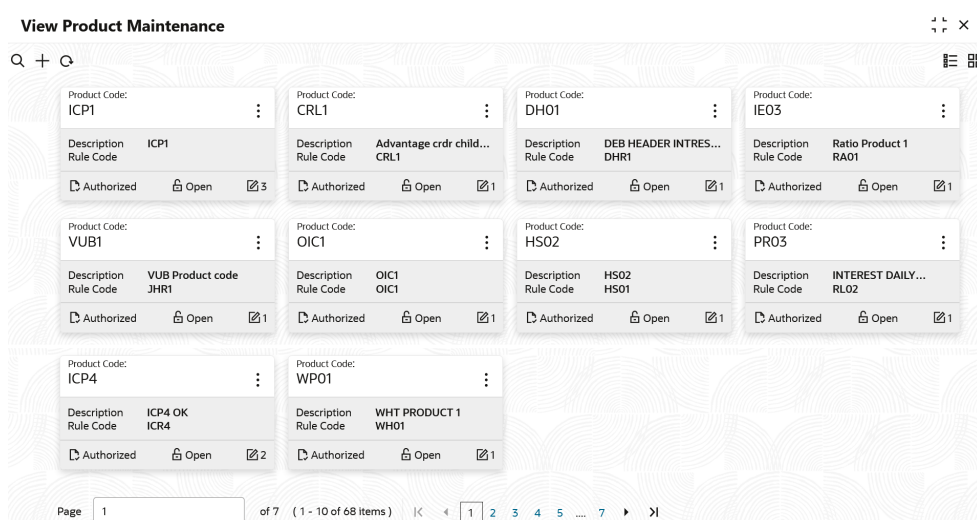 View Product Maintenance
Product Code: Product Code: Product Code: Product Code:
ICP1 CRL1 DH01 IE03
Description ICP1 Description Advantage crdr child... Description DEB HEADER INTRES... Description Ratio Product 1
Rule Code Rule Code CRL1 Rule Code DHR1 Rule Code RA01
Authorized Open 3 Authorized Open 1 Authorized Open 1 Authorized Open 1
Product Code: Product Code: Product Code: Product Code:
VUB1 OIC1 HS02 PR03
Description VUB Product code Description OIC1 Description HS02 Description INTEREST DAILY...
Rule Code JHR1 Rule Code OIC1 Rule Code HS01 Rule Code RL02
Authorized Open 1 Authorized Open 1 Authorized Open 1 Authorized Open 1
Product Code: Product Code:
ICP4 WP01
Description ICP4 OK Description WHT PRODUCT 1
Rule Code ICR4 Rule Code WH01
Authorized Open 2 Authorized Open 1
Page 1 of 7 (1 - 10 of 68 items) 1 2 3 4 5 .... 7